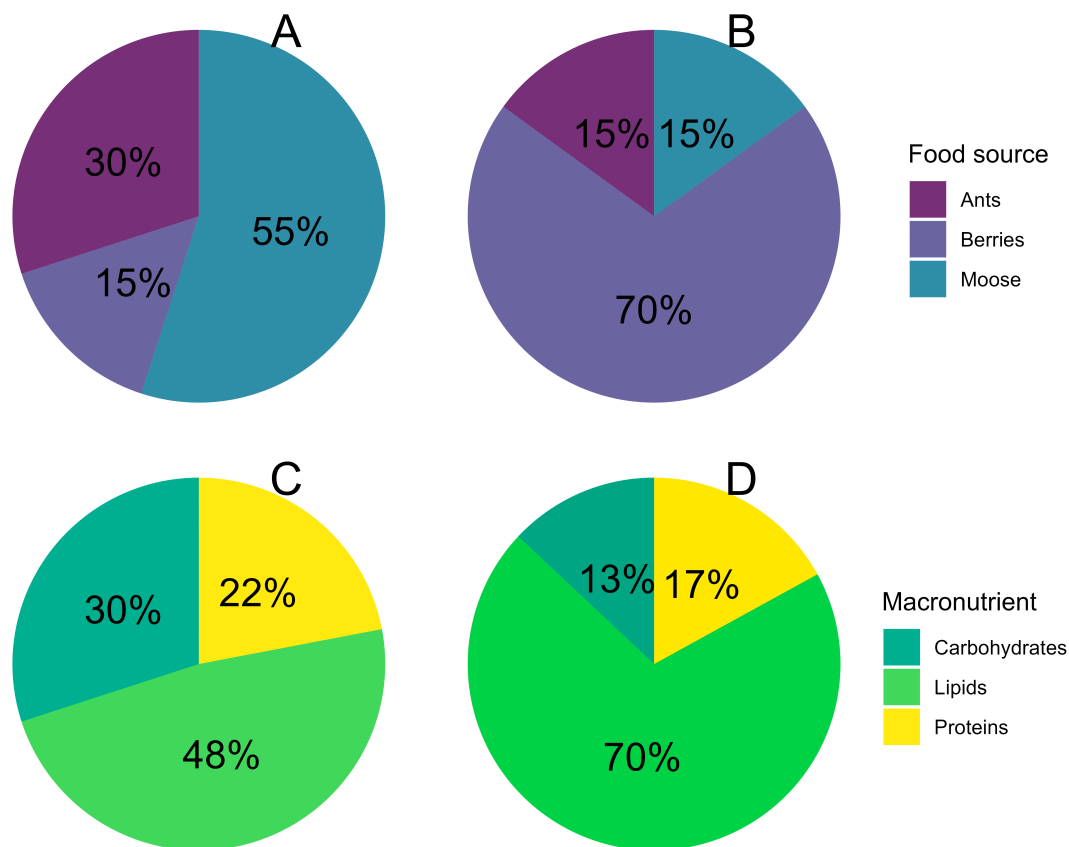 A
B
30%
55%
15%
15%
15%
70%
Food source
Ants
Berries
Moose
C
D
30%
22%
48%
13%
17%
70%
Macronutrient
Carbohydrates
Lipids
Proteins